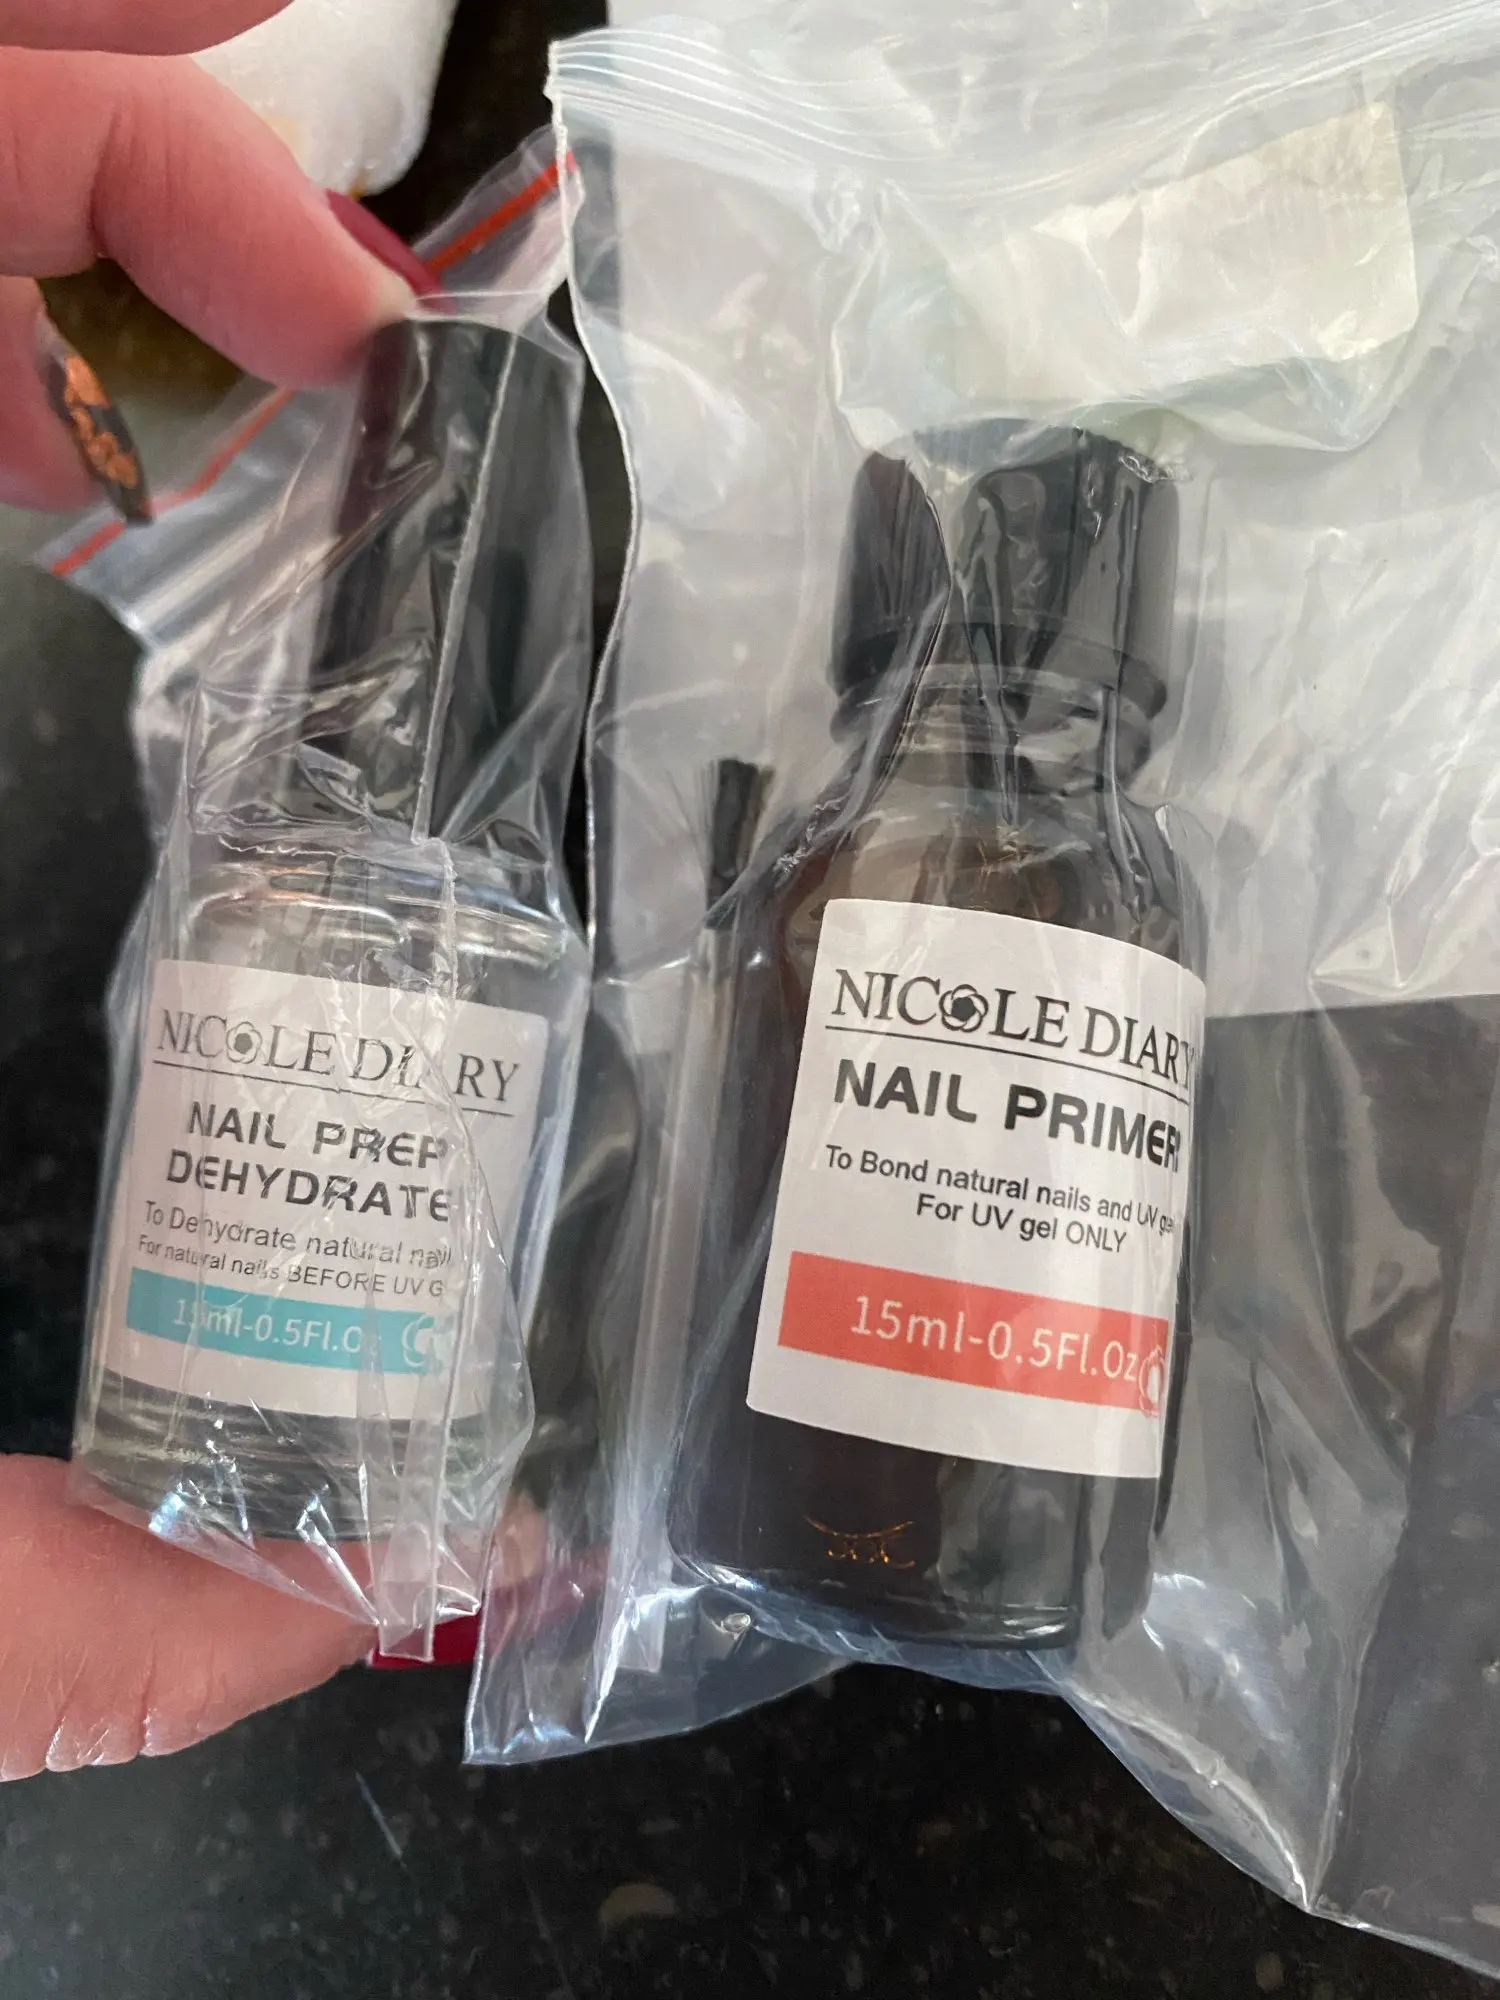 NICOLE DIARY
NAIL PREP
DEHYDRATE
To Dehydrate natural nail
For natural nails BEFORE UV G
15ml-0.5Fl.Oz
NICOLE DIARY
NAIL PRIMER
To Bond natural nails and UV gel
For UV gel ONLY
15ml-0.5Fl.Oz